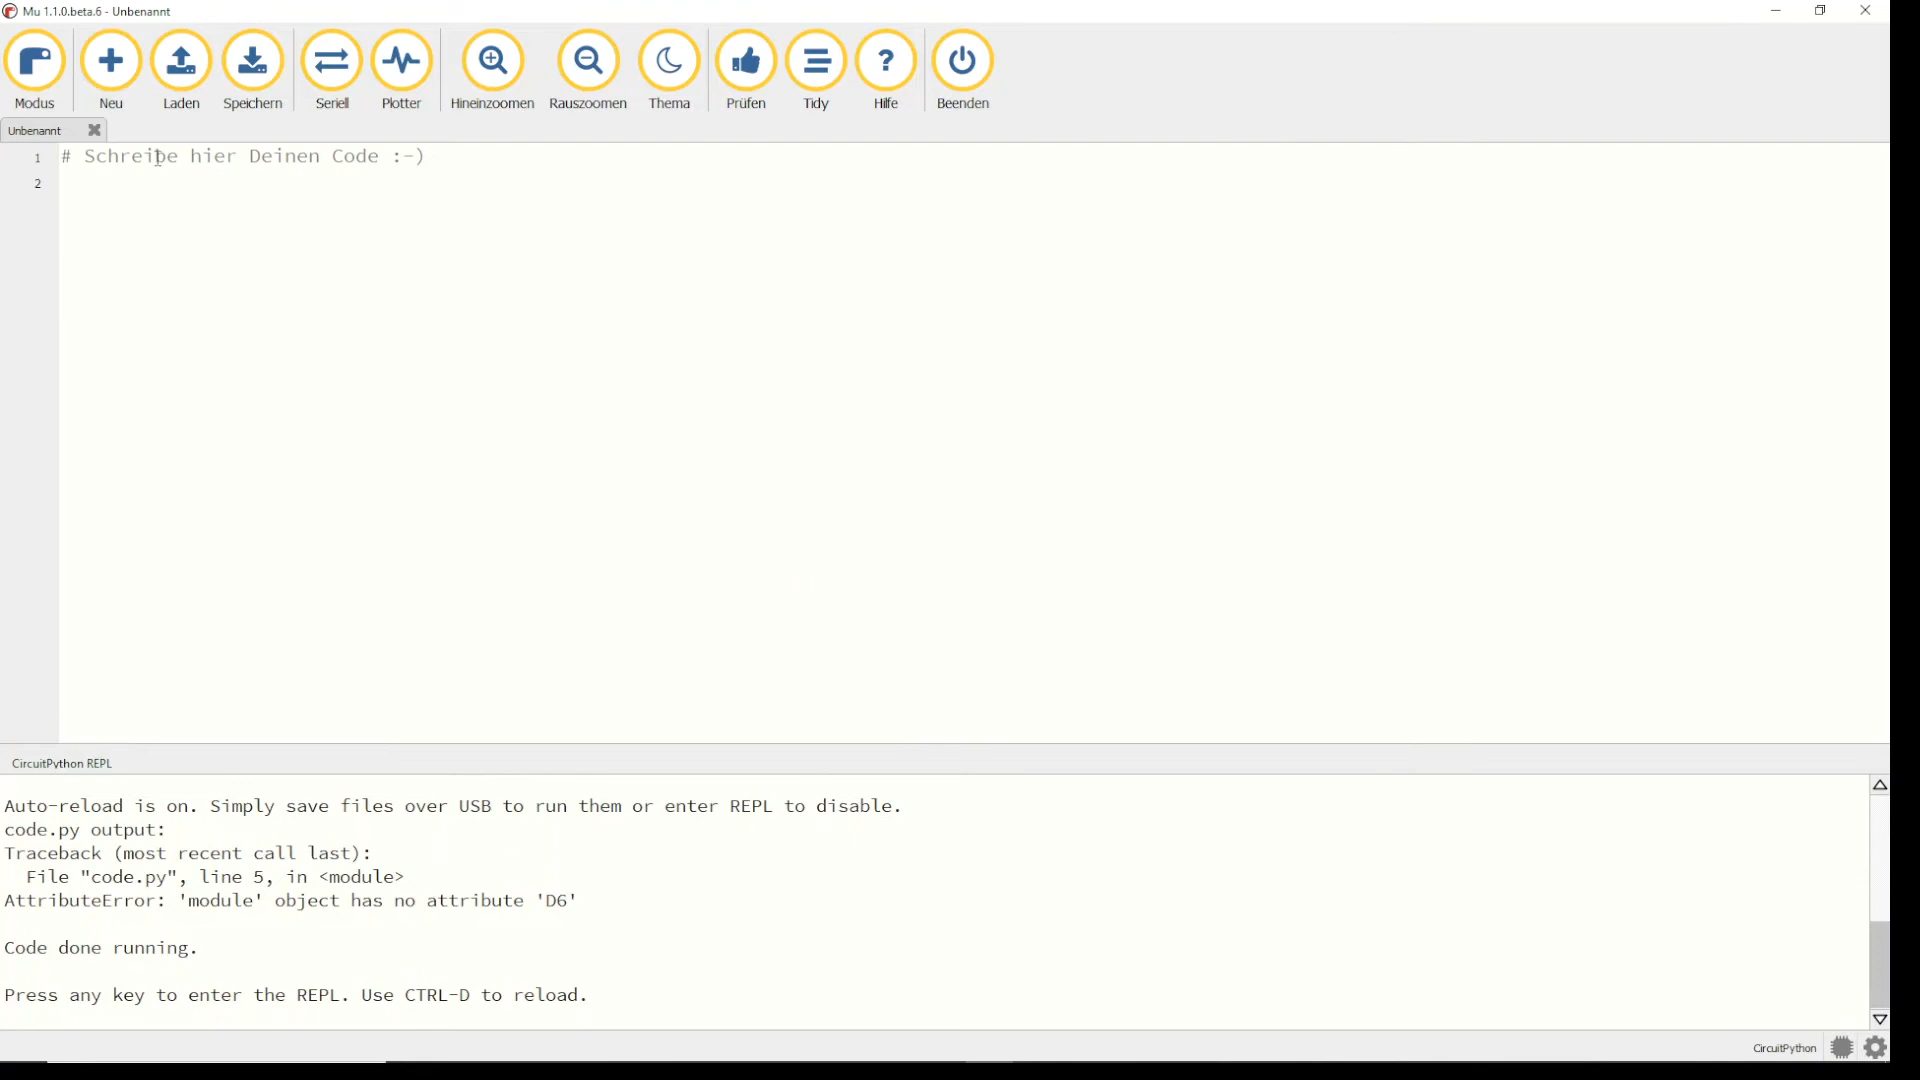 Mu 1.1.0.beta.6 - Unbenannt
Modus Neu Laden Speichern Seriell Plotter Hineinzoomen Rauszoomen Thema Prüfen Tidy Hilfe Beenden
Unbenannt
1 # Schreibe hier Deinen Code :-)
2
CircuitPython REPL
Auto-reload is on. Simply save files over USB to run them or enter REPL to disable.
code.py output:
Traceback (most recent call last):
File "code.py", line 5, in <module>
AttributeError: 'module' object has no attribute 'D6'
Code done running.
Press any key to enter the REPL. Use CTRL-D to reload.
CircuitPython